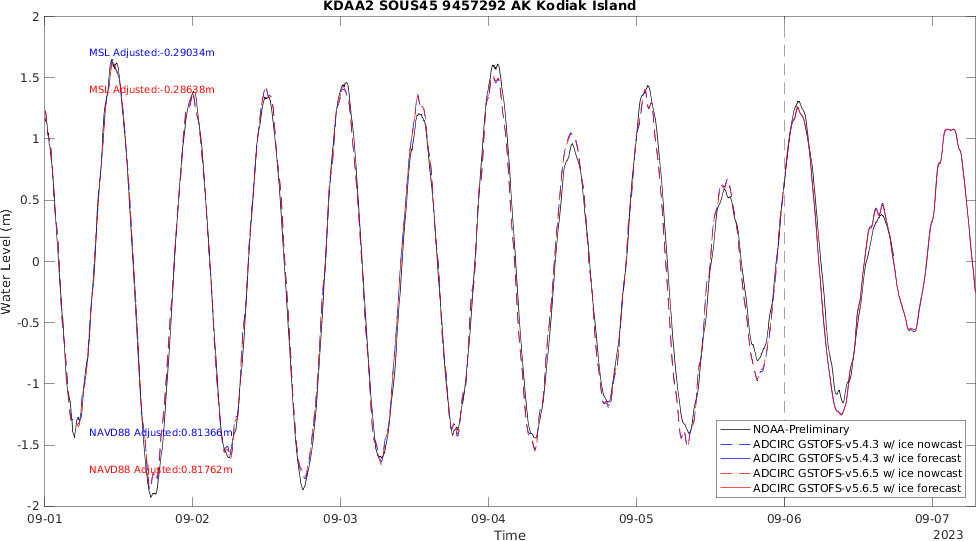 KDAA2 SOUS45 9457292 AK Kodiak Island
2
MSL Adjusted:-0.29034m
1.5
MSL Adjusted:-0.28638m
1
0.5
0
Water Level (m)
-0.5
-1
NOAA-Preliminary
NAVD88 Adjusted:0.81366m
ADCIRC GSTOFS-v5.4.3 w/ ice nowcast
-1.5
ADCIRC GSTOFS-v5.4.3 w/ ice forecast
NAVD88 Adjusted:0.81762m
ADCIRC GSTOFS-v5.6.5 w/ ice nowcast
ADCIRC GSTOFS-v5.6.5 w/ ice forecast
-2
09-01 09-02 09-03 09-04 09-05 09-06 09-07
Time
2023